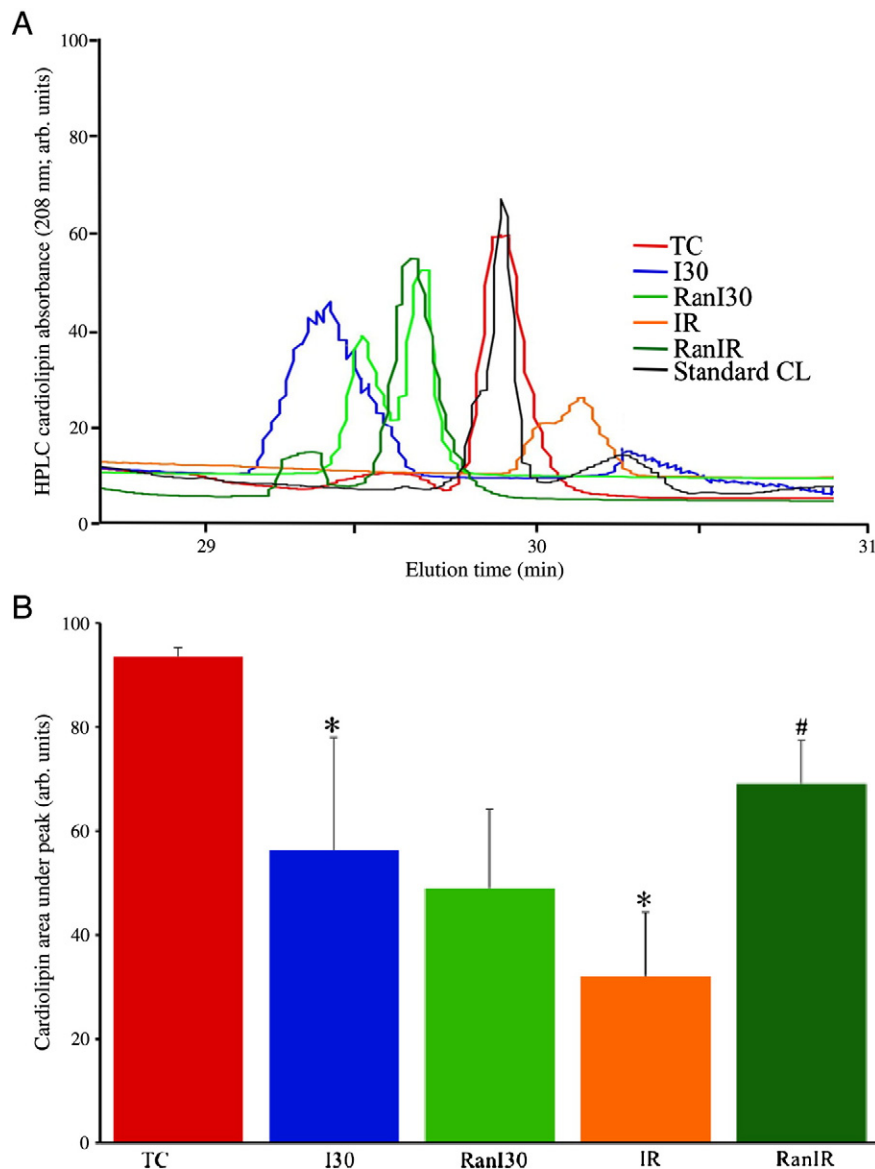 A
HPLC cardiolipin absorbance (208 nm; arb. units)
100
80
60
40
20
0
TC
I30
RanI30
IR
RanIR
Standard CL
29
30
31
Elution time (min)
B
Cardiolipin area under peak (arb. units)
100
80
60
40
20
0
*
*
#
TC I30 RanI30 IR RanIR